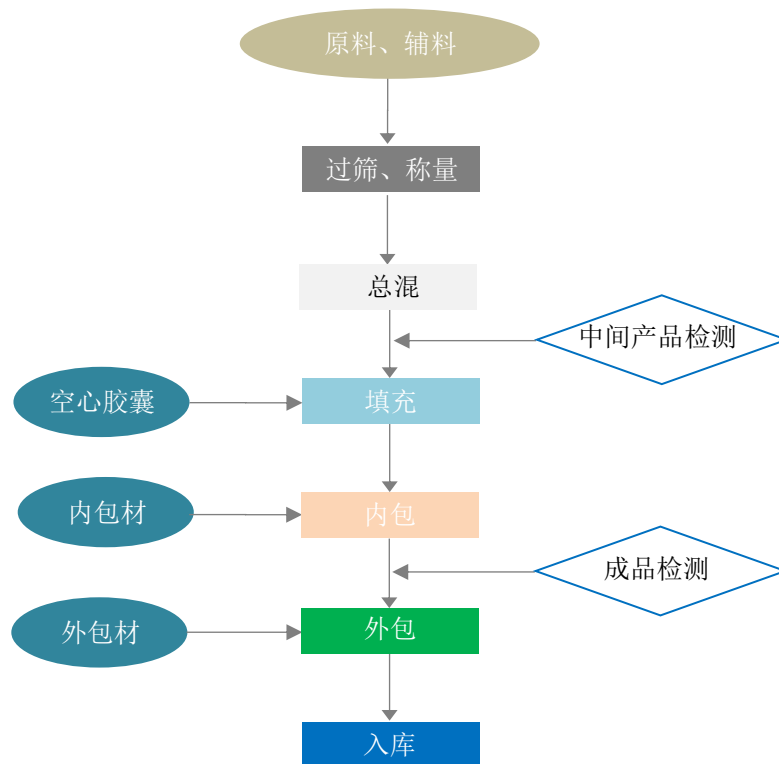 原料、辅料
过筛、称量
总混
中间产品检测
空心胶囊
填充
内包材
内包
成品检测
外包材
外包
入库